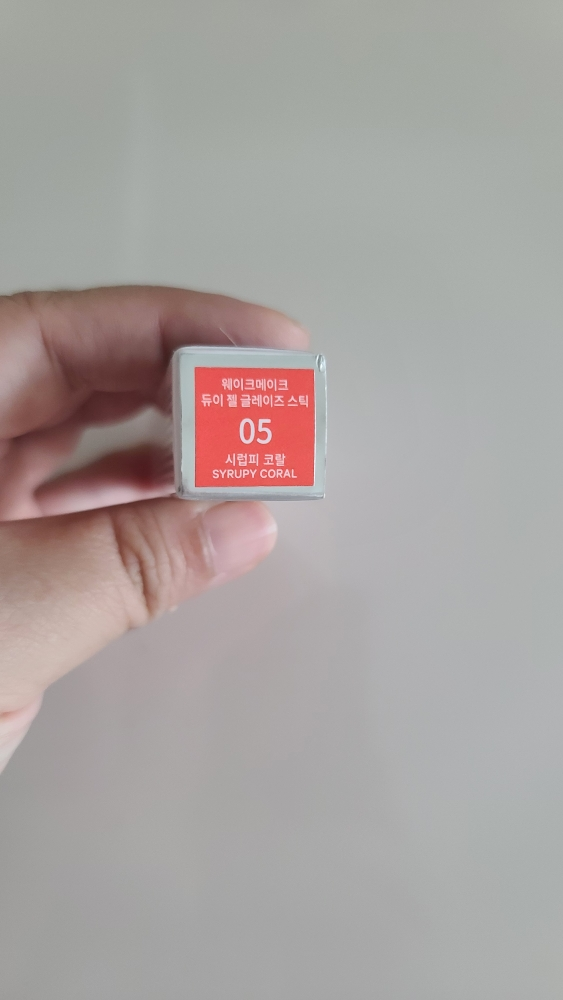 웨이크메이크
듀이 젤 글레이즈 스틱
05
시럽피 코랄
SYRUPY CORAL